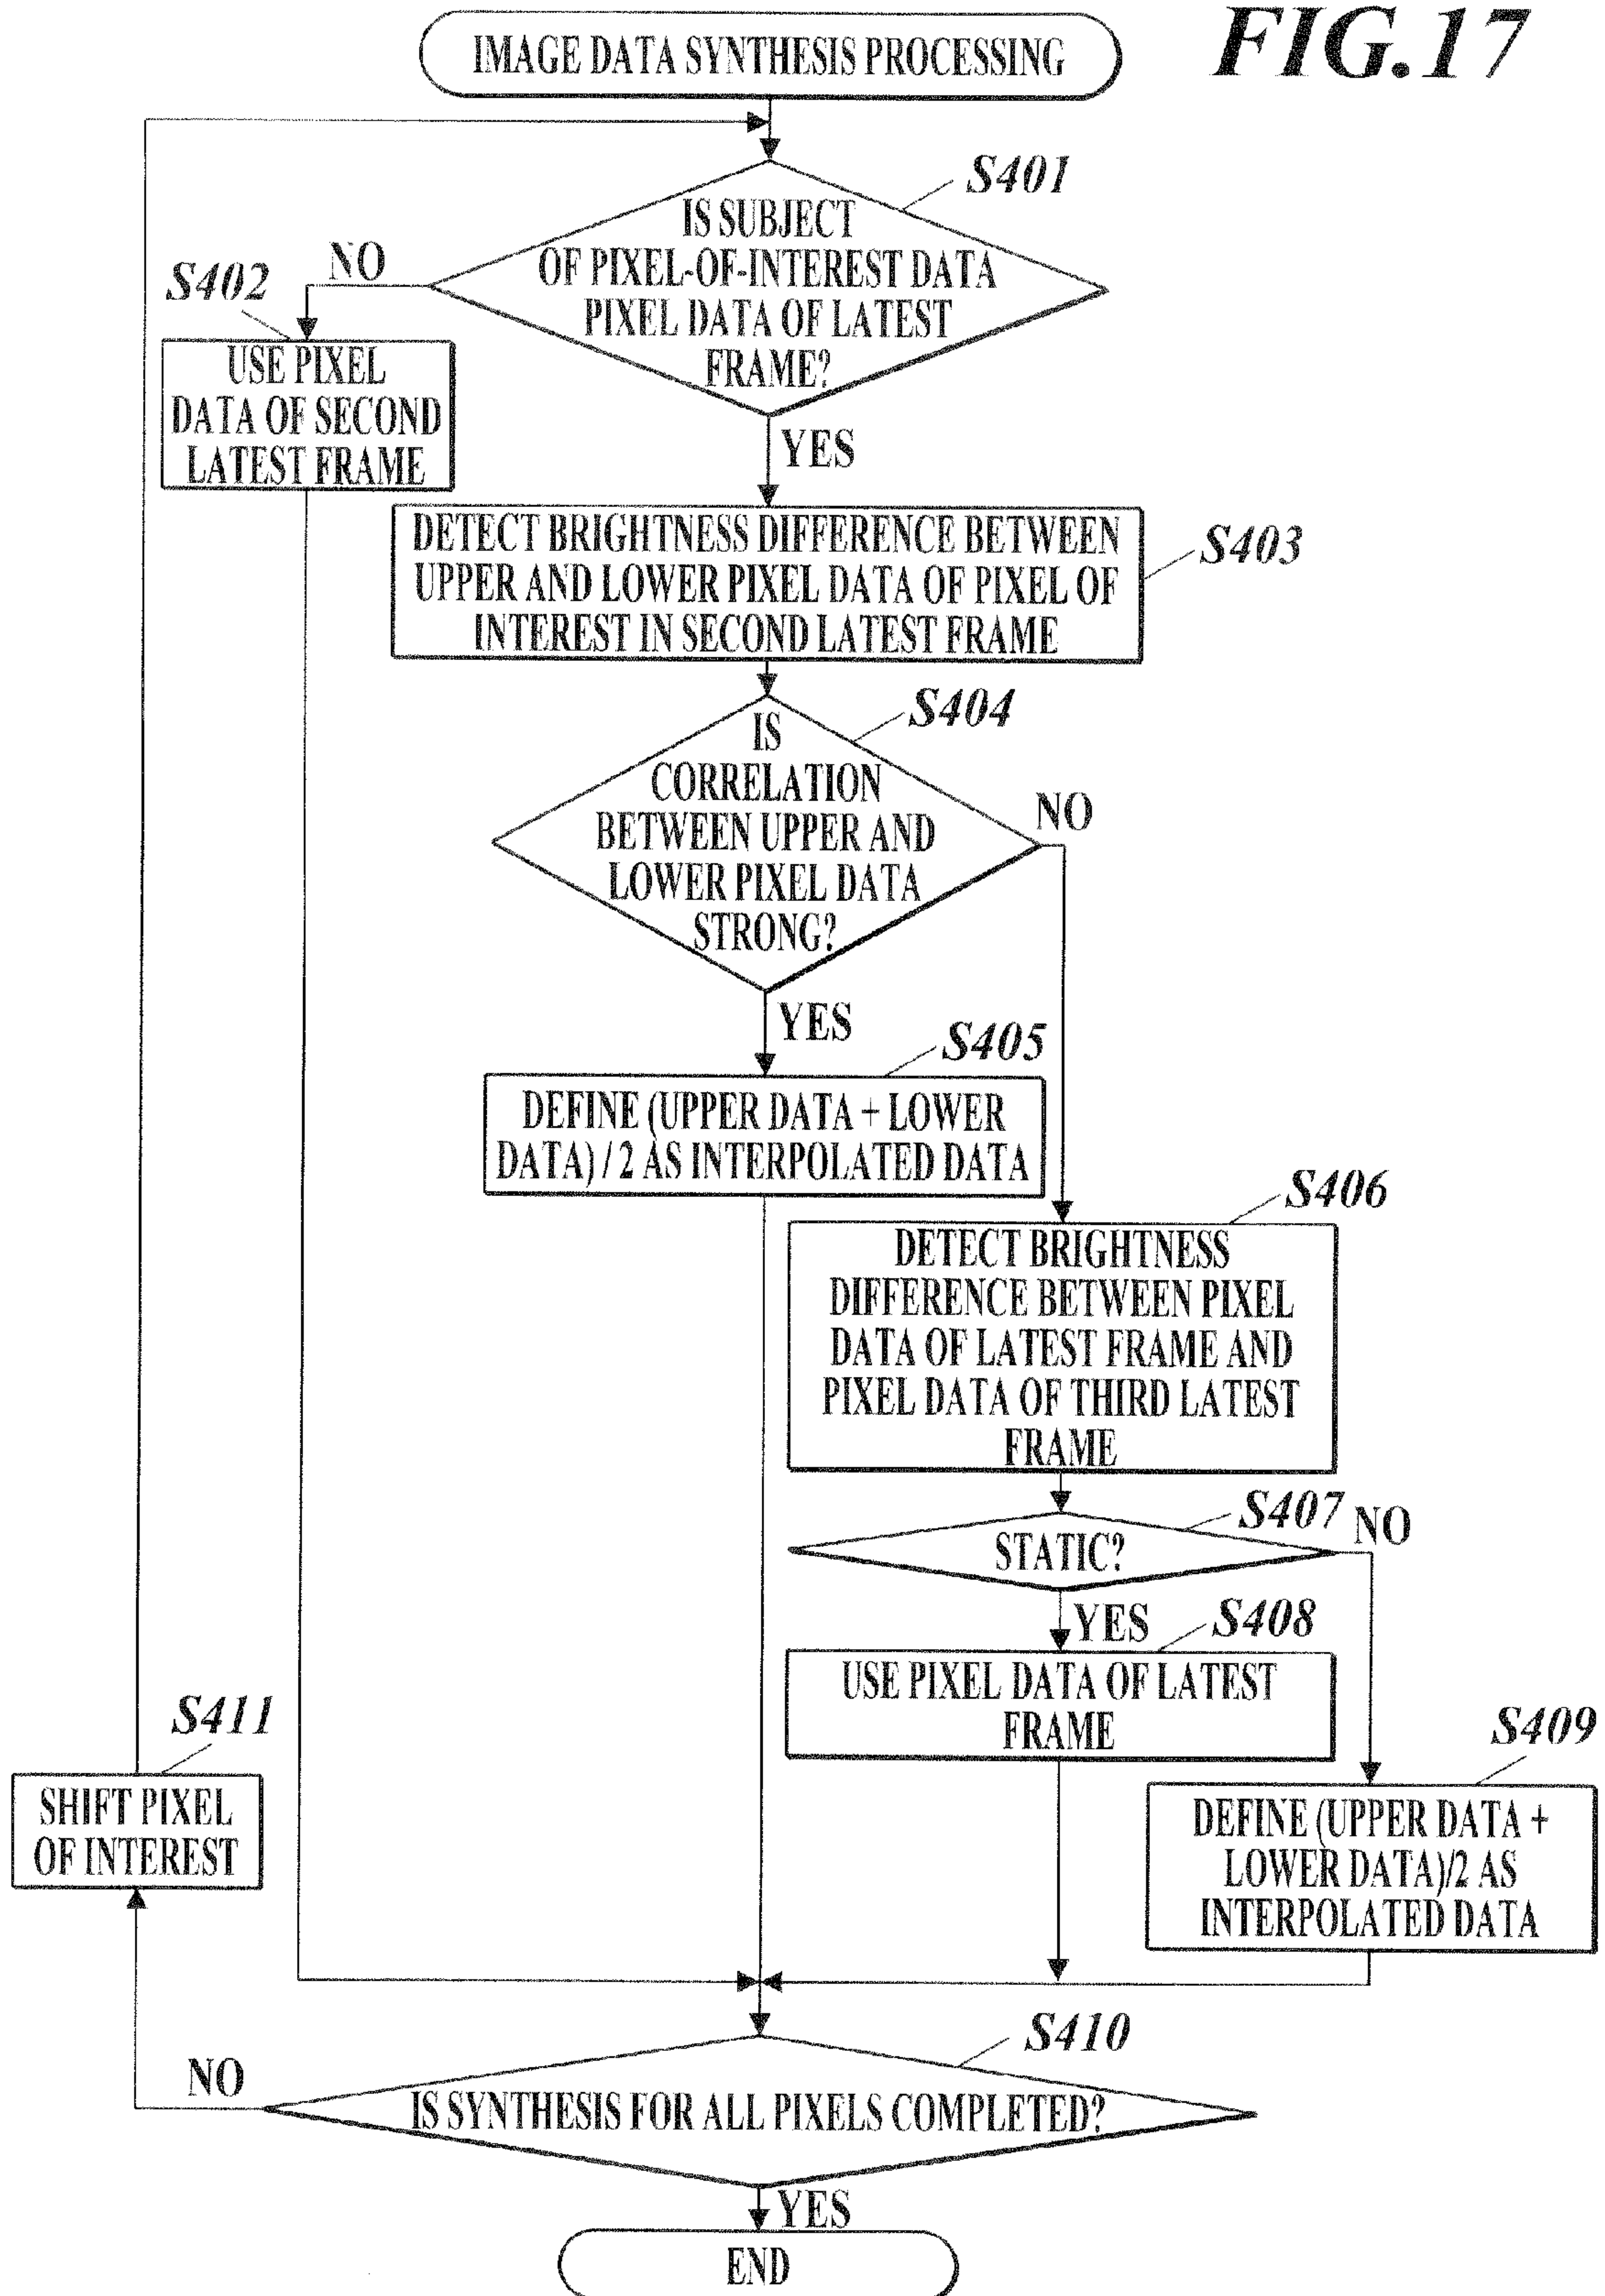 FIG.17
IMAGE DATA SYNTHESIS PROCESSING
S401
IS SUBJECT
OF PIXEL-OF-INTEREST DATA
PIXEL DATA OF LATEST
FRAME?
NO
S402
USE PIXEL
DATA OF SECOND
LATEST FRAME
YES
DETECT BRIGHTNESS DIFFERENCE BETWEEN
UPPER AND LOWER PIXEL DATA OF PIXEL OF
INTEREST IN SECOND LATEST FRAME
S403
S404
IS
CORRELATION
BETWEEN UPPER AND
LOWER PIXEL DATA
STRONG?
NO
YES
S405
DEFINE (UPPER DATA + LOWER
DATA) / 2 AS INTERPOLATED DATA
S406
DETECT BRIGHTNESS
DIFFERENCE BETWEEN PIXEL
DATA OF LATEST FRAME AND
PIXEL DATA OF THIRD LATEST
FRAME
S407
NO
STATIC?
YES
S408
USE PIXEL DATA OF LATEST
FRAME
S409
DEFINE (UPPER DATA +
LOWER DATA)/2 AS
INTERPOLATED DATA
S411
SHIFT PIXEL
OF INTEREST
S410
NO
IS SYNTHESIS FOR ALL PIXELS COMPLETED?
YES
END